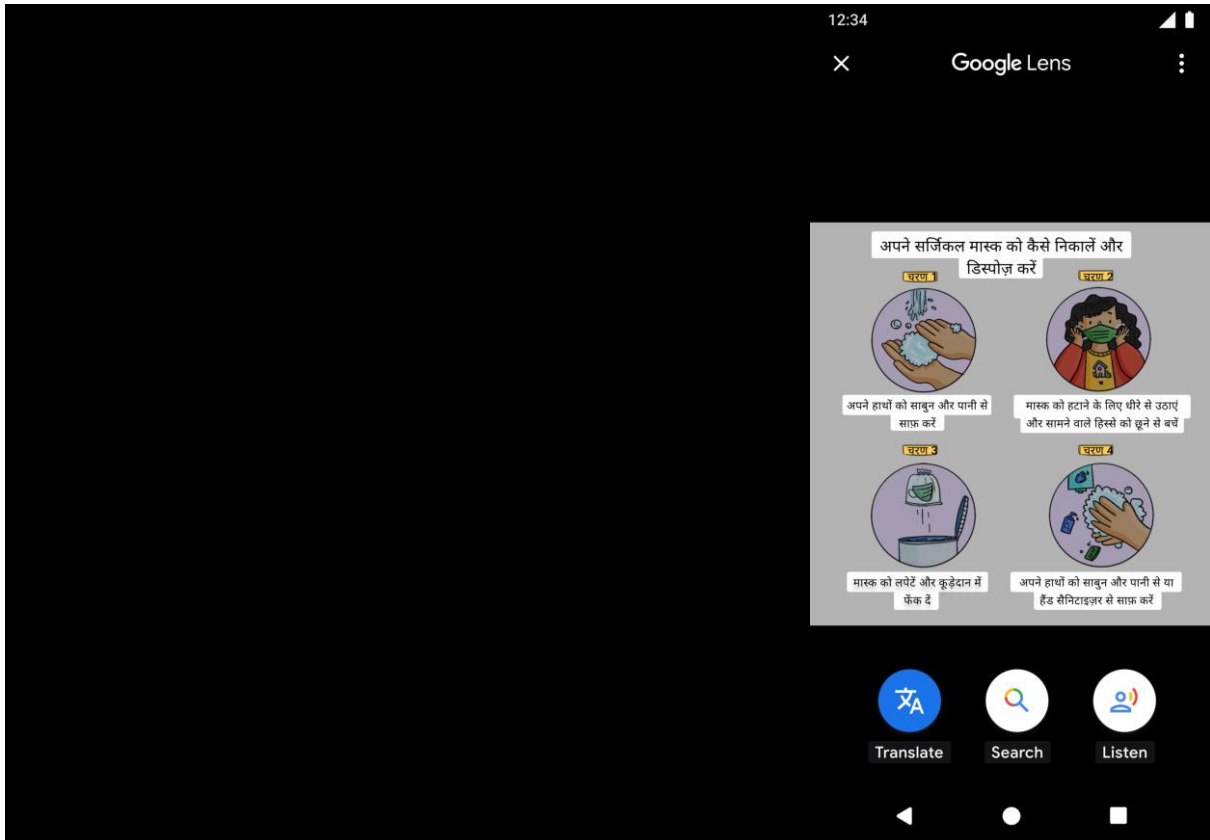 12:34
Google Lens
अपने सर्जिकल मास्क को कैसे निकालें और
डिस्पोज़ करें
चरण 1
चरण 2
अपने हाथों को साबुन और पानी से
साफ़ करें
मास्क को हटाने के लिए धीरे से उठाएं
और सामने वाले हिस्से को छूने से बचें
चरण 3
चरण 4
मास्क को लपेटें और कूड़ेदान में
फेंक दें
अपने हाथों को साबुन और पानी से या
हैंड सैनिटाइज़र से साफ़ करें
Translate
Search
Listen